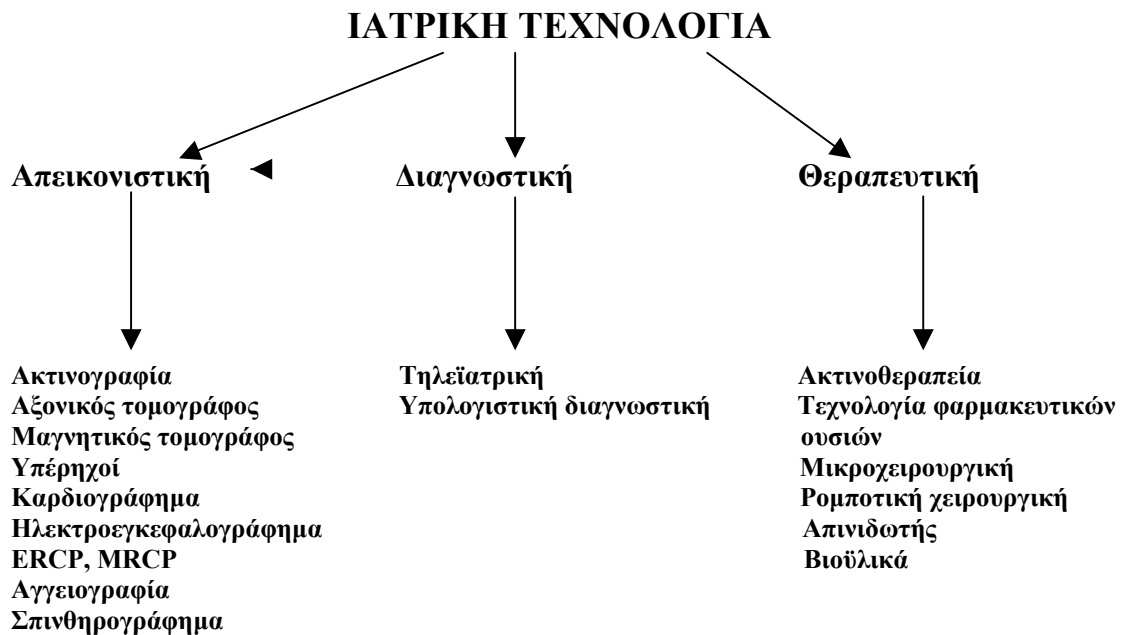 ΙΑΤΡΙΚΗ ΤΕΧΝΟΛΟΓΙΑ
Απεικονιστική
Διαγνωστική
Θεραπευτική
Ακτινογραφία
Αξονικός τομογράφος
Μαγνητικός τομογράφος
Υπέρηχοί
Καρδιογράφημα
Ηλεκτροεγκεφαλογράφημα
ERCP, MRCP
Αγγειογραφία
Σπινθηρογράφημα
Τηλεϊατρική
Υπολογιστική διαγνωστική
Ακτινοθεραπεία
Τεχνολογία φαρμακευτικών
ουσιών
Μικροχειρουργική
Ρομποτική χειρουργική
Απινιδωτής
Βιοϋλικά